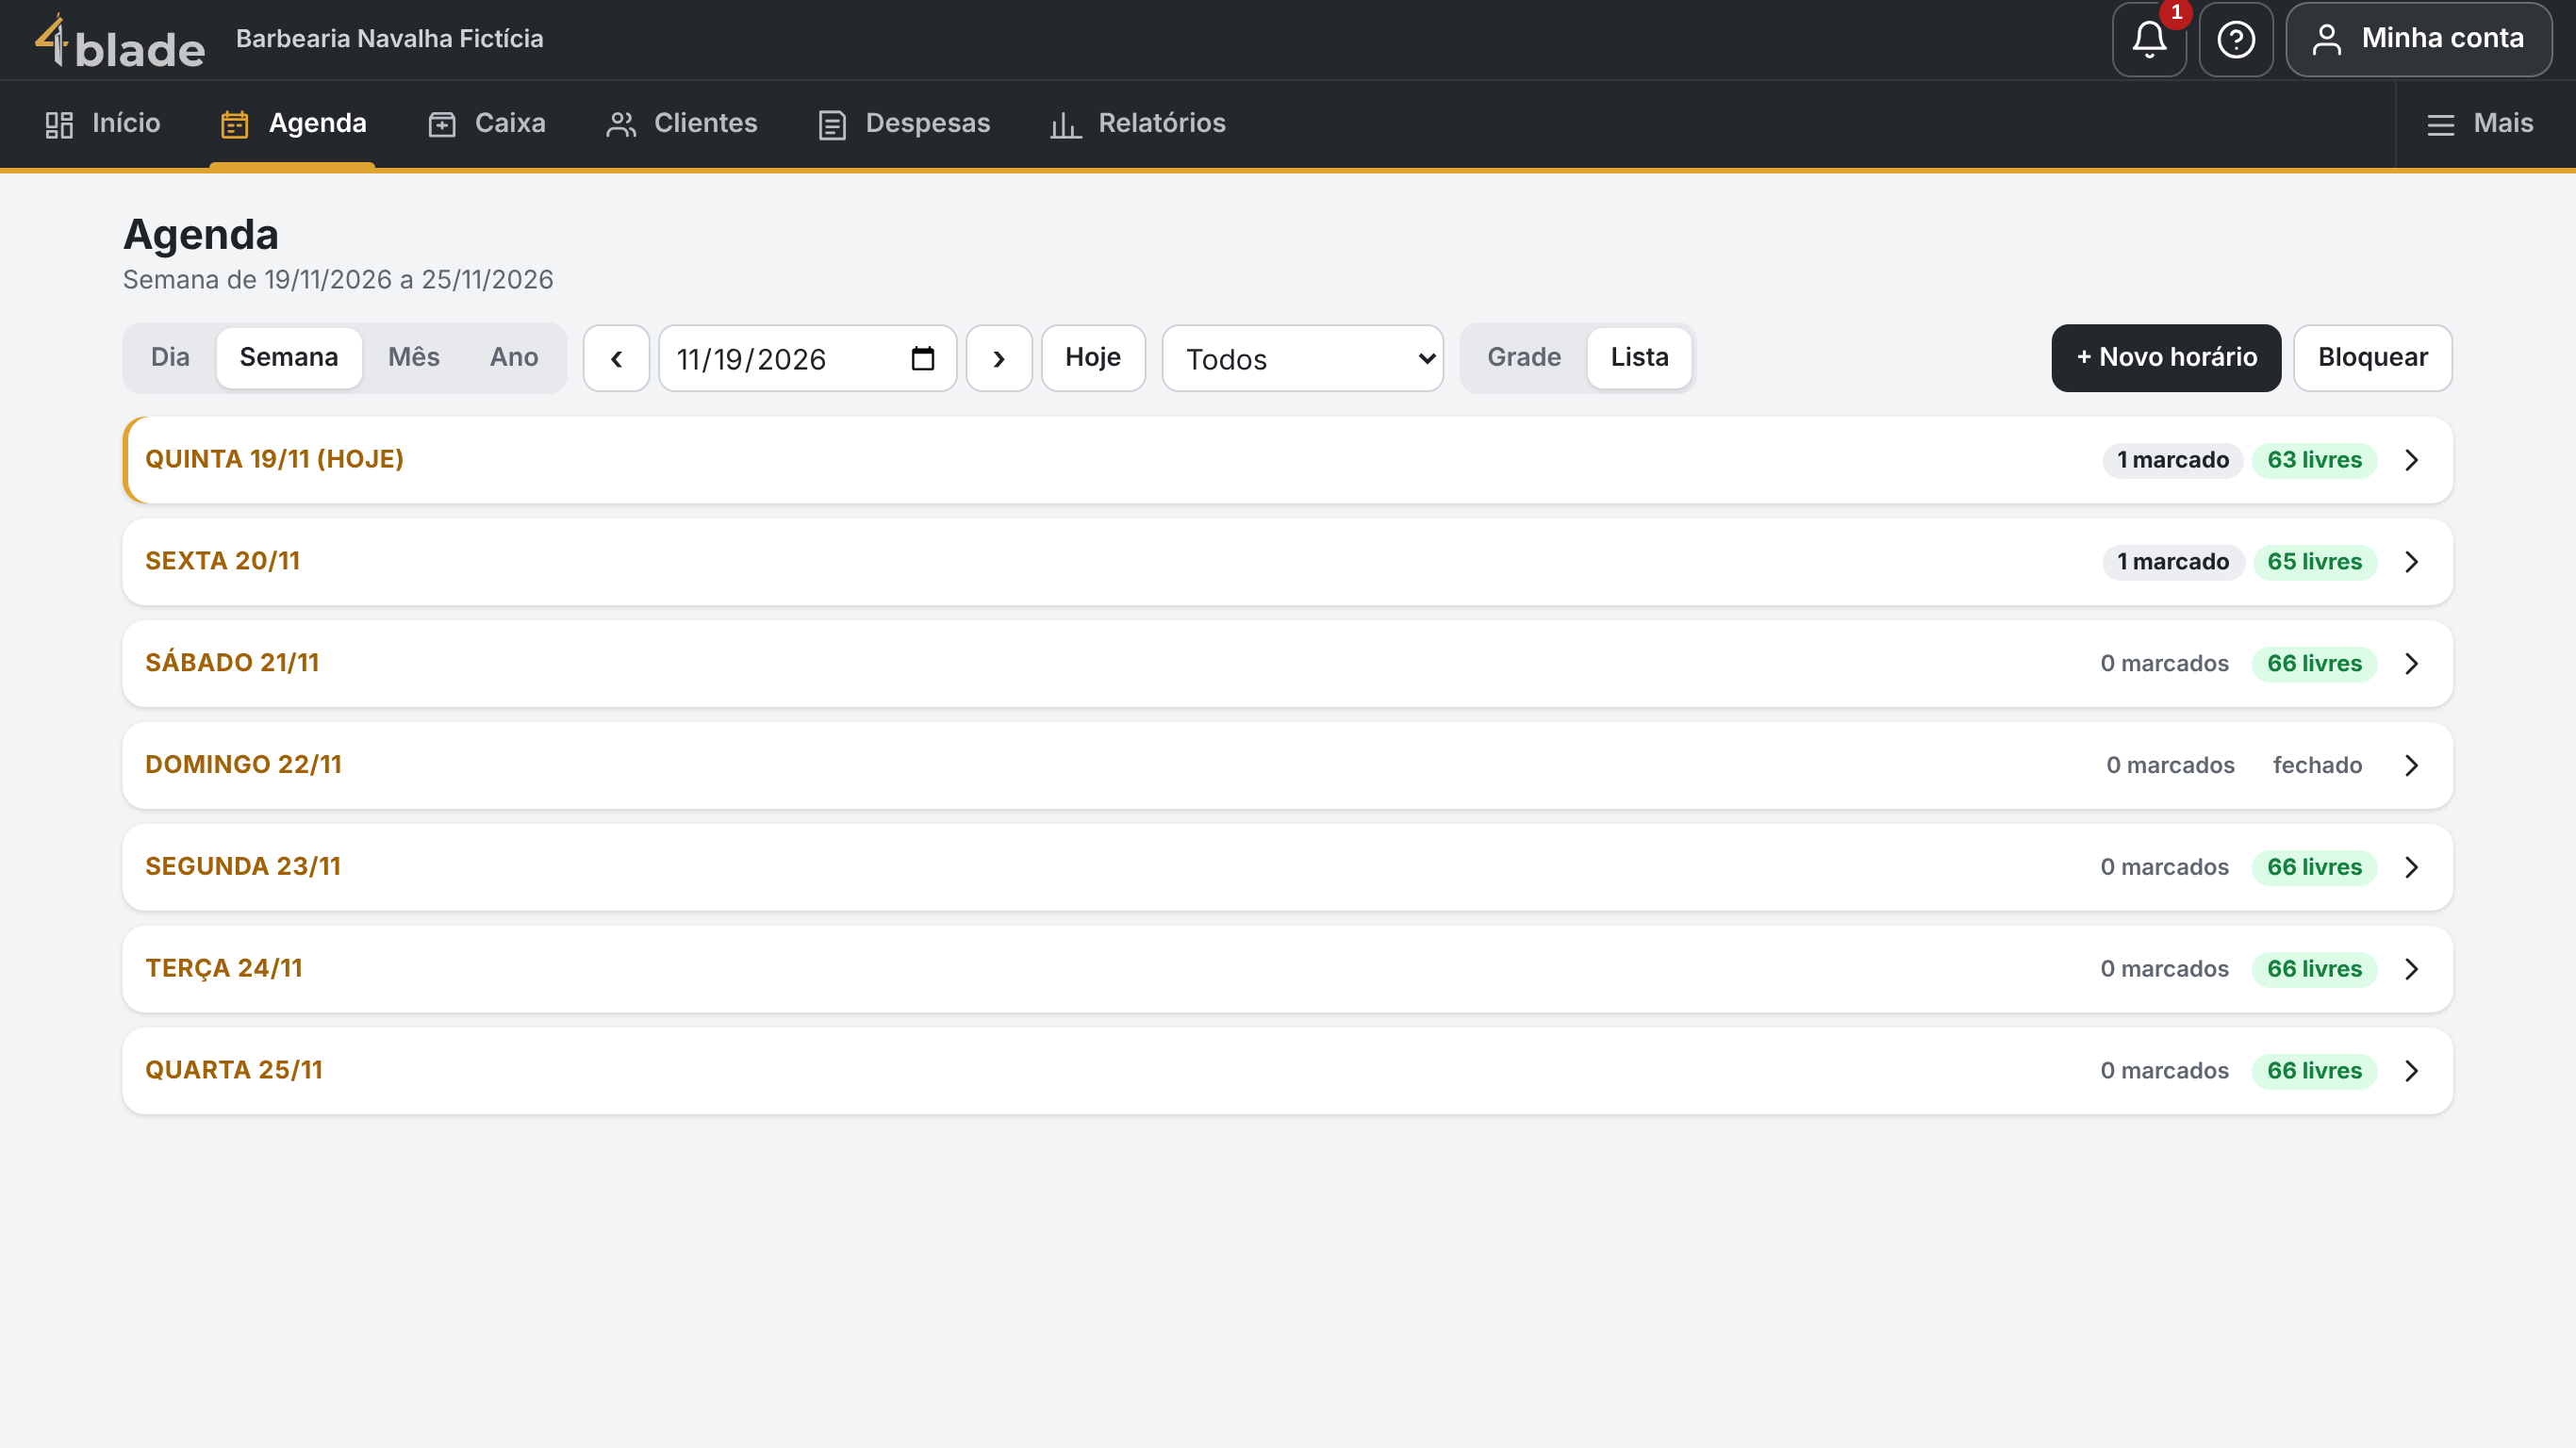 4blade Barbearia Navalha Fictícia 1 Minha conta
Início Agenda Caixa Clientes Despesas Relatórios Mais
Agenda
Semana de 19/11/2026 a 25/11/2026
Dia Semana Mês Ano ‹ 11/19/2026 › Hoje Todos Grade Lista + Novo horário Bloquear
QUINTA 19/11 (HOJE) 1 marcado 63 livres
SEXTA 20/11 1 marcado 65 livres
SÁBADO 21/11 0 marcados 66 livres
DOMINGO 22/11 0 marcados fechado
SEGUNDA 23/11 0 marcados 66 livres
TERÇA 24/11 0 marcados 66 livres
QUARTA 25/11 0 marcados 66 livres